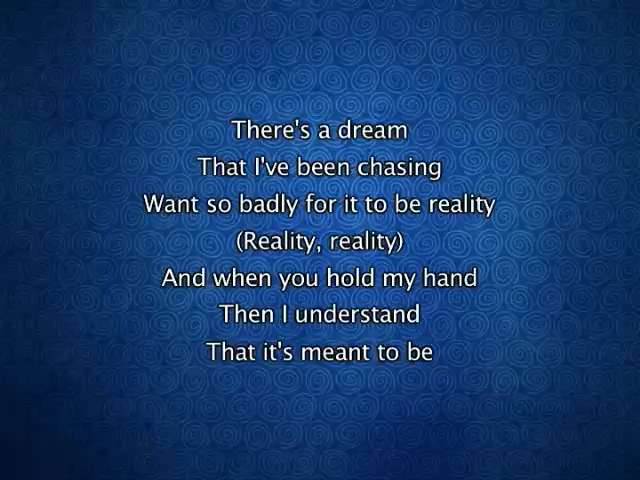 There's a dream
That I've been chasing
Want so badly for it to be reality
(Reality, reality)
And when you hold my hand
Then I understand
That it's meant to be